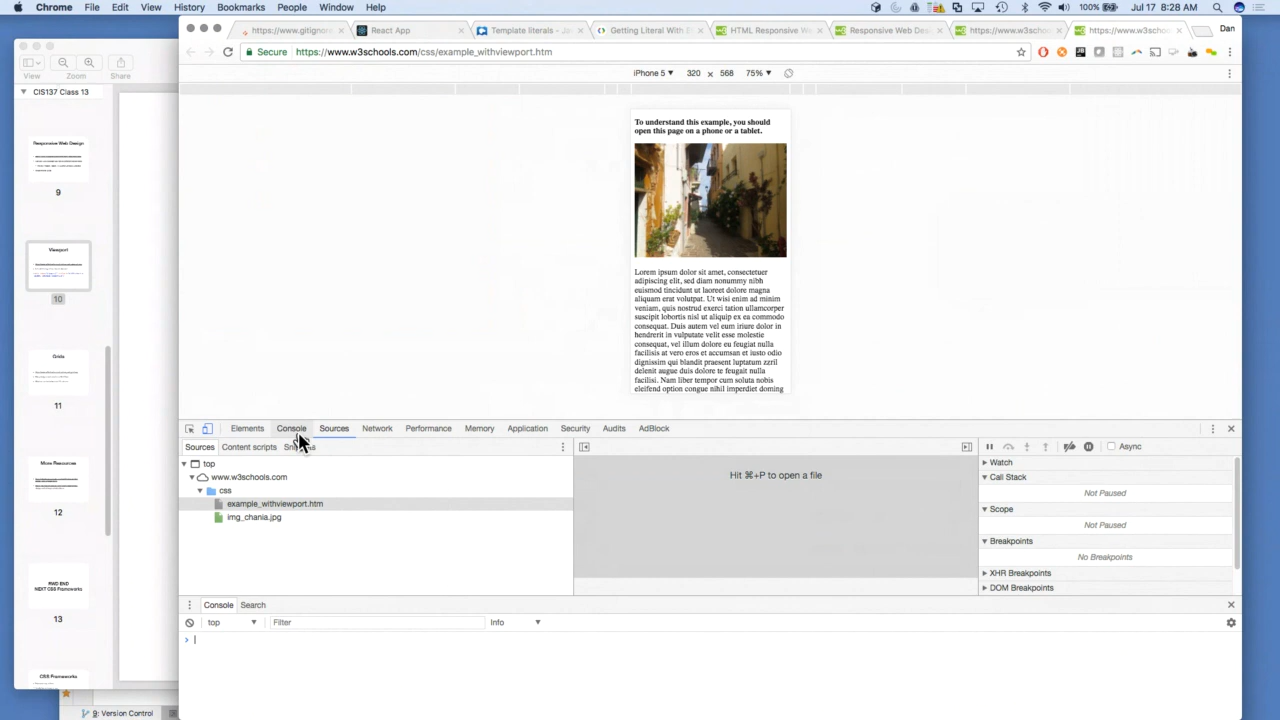 Chrome File Edit View History Bookmarks People Window Help
100% Jul 17 8:28 AM
View Zoom Share
CIS137 Class 13
Responsive Web Design
9
Viewport
10
Grids
11
More Resources
12
RWD END
NEXT CSS Frameworks
13
CSS Frameworks
https://www.gitignore
React App
Template literals - Ja
Getting Literal With E
HTML Responsive W
Responsive Web Des
https://www.w3schoo
https://www.w3schoo
Dan
Secure https://www.w3schools.com/css/example_withviewport.htm
iPhone 5 ▼ 320 × 568 75% ▼
To understand this example, you should
open this page on a phone or a tablet.
Lorem ipsum dolor sit amet, consectetuer
adipiscing elit, sed diam nonummy nibh
euismod tincidunt ut laoreet dolore magna
aliquam erat volutpat. Ut wisi enim ad minim
veniam, quis nostrud exerci tation ullamcorper
suscipit lobortis nisl ut aliquip ex ea commodo
consequat. Duis autem vel eum iriure dolor in
hendrerit in vulputate velit esse molestie
consequat, vel illum dolore eu feugiat nulla
facilisis at vero eros et accumsan et iusto odio
dignissim qui blandit praesent luptatum zzril
delenit augue duis dolore te feugait nulla
facilisi. Nam liber tempor cum soluta nobis
eleifend option congue nihil imperdiet doming
Elements Console Sources Network Performance Memory Application Security Audits AdBlock
Sources Content scripts Snippets
top
www.w3schools.com
css
example_withviewport.htm
img_chania.jpg
Hit ⌘+P to open a file
Async
Watch
Call Stack
Not Paused
Scope
Not Paused
Breakpoints
No Breakpoints
XHR Breakpoints
DOM Breakpoints
Console Search
top Filter Info
9: Version Control